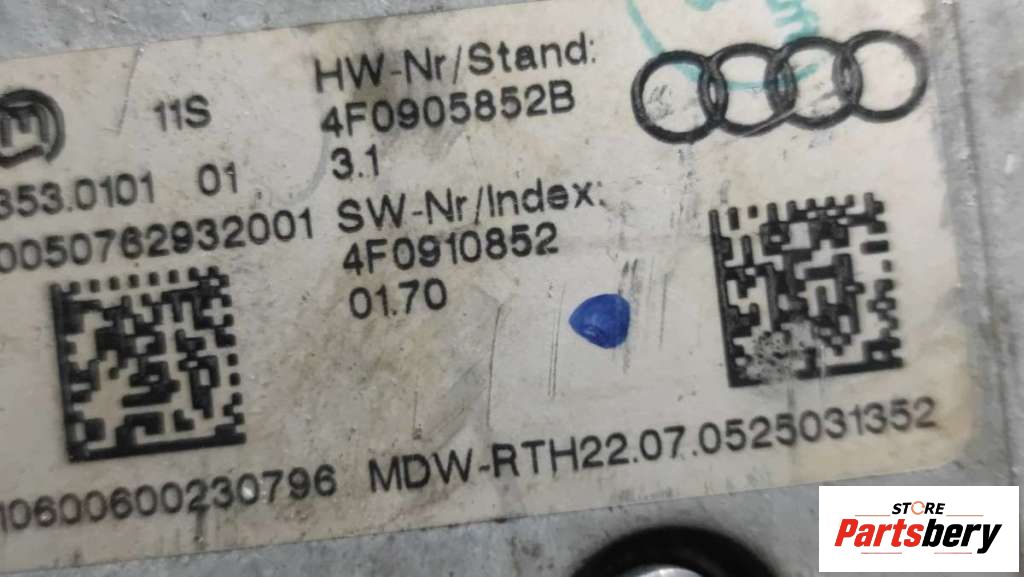 HW-Nr/Stand:
11S
4F0905852B
353.0101 01
3.1
0050762932001
SW-Nr/Index:
4F0910852
01.70
10600600230796 MDW-RTH22.07.0525031352
STORE
Partsbery